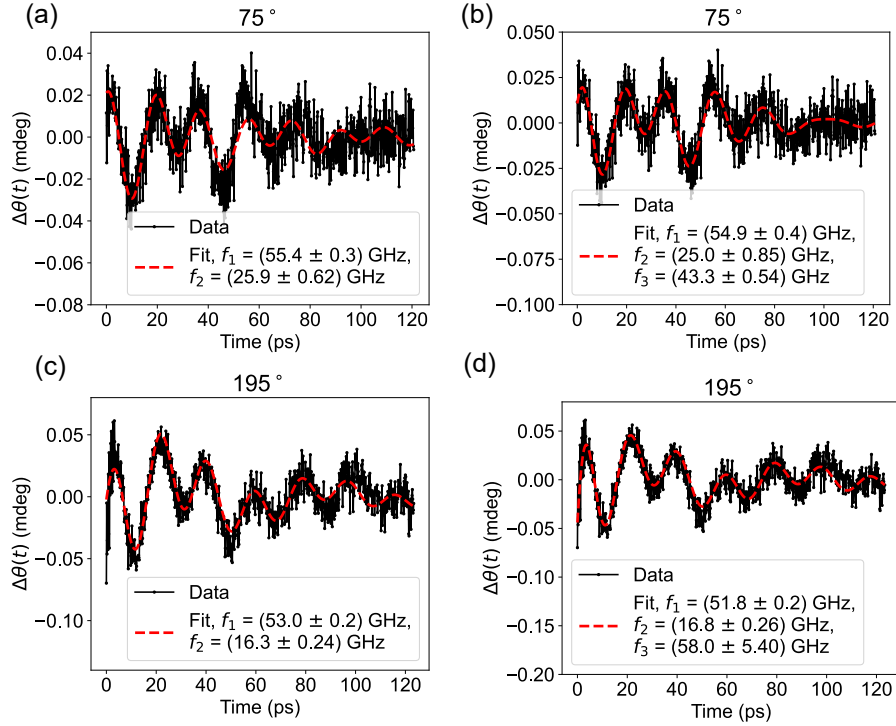 (a)
75°
0.04
0.02
0.00
−0.02
−0.04
−0.06
−0.08
Δθ(t) (mdeg)
Data
Fit, f₁ = (55.4 ± 0.3) GHz,
f₂ = (25.9 ± 0.62) GHz
0 20 40 60 80 100 120
Time (ps)
(b)
75°
0.050
0.025
0.000
−0.025
−0.050
−0.075
−0.100
Δθ(t) (mdeg)
Data
Fit, f₁ = (54.9 ± 0.4) GHz,
f₂ = (25.0 ± 0.85) GHz
f₃ = (43.3 ± 0.54) GHz
0 20 40 60 80 100 120
Time (ps)
(c)
195°
0.05
0.00
−0.05
−0.10
Δθ(t) (mdeg)
Data
Fit, f₁ = (53.0 ± 0.2) GHz,
f₂ = (16.3 ± 0.24) GHz
0 20 40 60 80 100 120
Time (ps)
(d)
195°
0.05
0.00
−0.05
−0.10
−0.15
−0.20
Δθ(t) (mdeg)
Data
Fit, f₁ = (51.8 ± 0.2) GHz,
f₂ = (16.8 ± 0.26) GHz
f₃ = (58.0 ± 5.40) GHz
0 20 40 60 80 100 120
Time (ps)